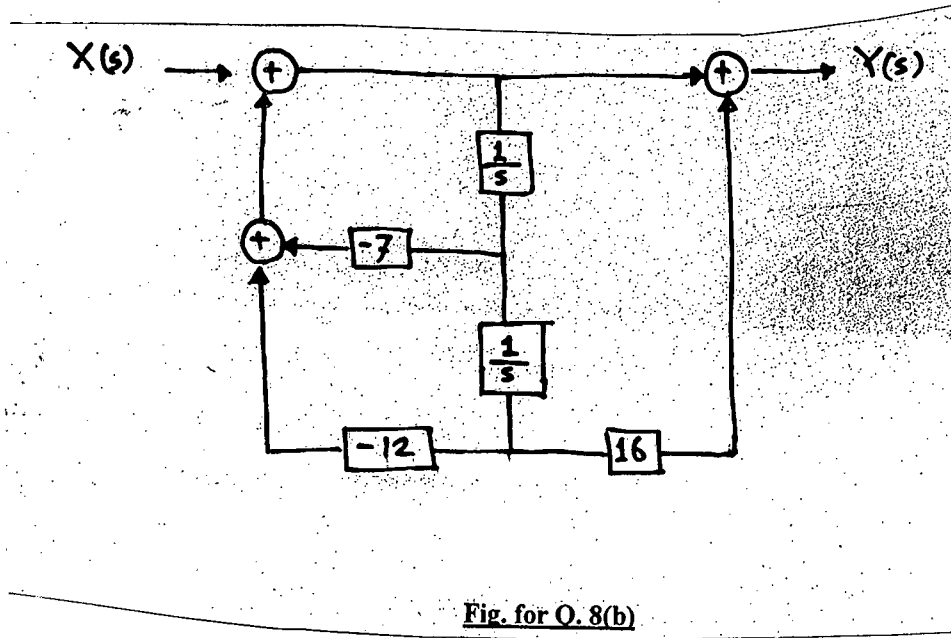 X(s) + + Y(s)
1/s
+ -7
1/s
-12 16
Fig. for Q. 8(b)